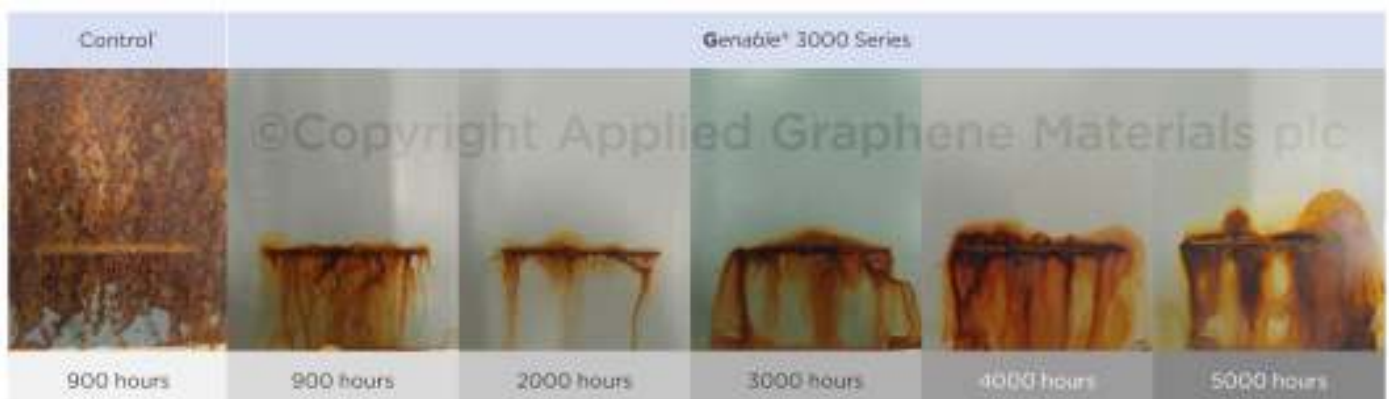 Control*
Genable® 3000 Series
©Copyright Applied Graphene Materials plc
900 hours
900 hours
2000 hours
3000 hours
4000 hours
5000 hours